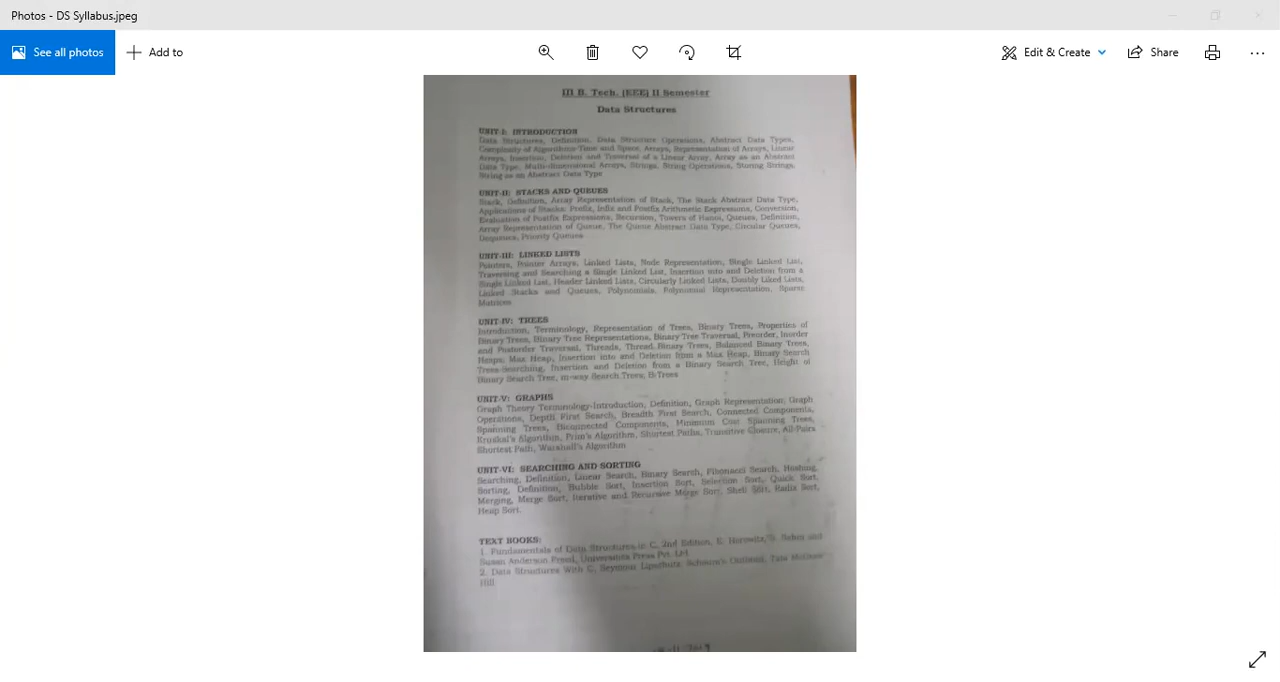 Photos - DS Syllabus.jpeg
See all photos
Add to
Edit & Create
Share
III B. Tech. (EEE) II Semester
Data Structures
UNIT-I: INTRODUCTION
Data Structures, Definition, Data Structure Operations, Abstract Data Types,
Complexity of Algorithms-Time and Space, Arrays, Representation of Arrays, Linear
Arrays, Insertion, Deletion and Traversal of a Linear Array, Array as an Abstract
Data Type, Multi-dimensional Arrays, Strings, String Operations, Storing Strings,
String as an Abstract Data Type
UNIT-II: STACKS AND QUEUES
Stack, Definition, Array Representation of Stack, The Stack Abstract Data Type,
Applications of Stacks: Prefix, Infix and Postfix Arithmetic Expressions, Conversion,
Evaluation of Postfix Expressions, Recursion, Towers of Hanoi, Queues, Definition,
Array Representation of Queue, The Queue Abstract Data Type, Circular Queues,
Dequeues, Priority Queues
UNIT-III: LINKED LISTS
Pointers, Pointer Arrays, Linked Lists, Node Representation, Single Linked List,
Traversing and Searching a Single Linked List, Insertion into and Deletion from a
Single Linked List, Header Linked Lists, Circularly Linked Lists, Doubly Liked Lists,
Linked Stacks and Queues, Polynomials, Polynomial Representation, Sparse
Matrices
UNIT-IV: TREES
Introduction, Terminology, Representation of Trees, Binary Trees, Properties of
Binary Trees, Binary Tree Representations, Binary Tree Traversal, Preorder, Inorder
and Postorder Traversal, Threads, Thread Binary Trees, Balanced Binary Trees,
Heaps: Max Heap, Insertion into and Deletion from a Max Heap, Binary Search
Trees-Searching, Insertion and Deletion from a Binary Search Tree, Height of
Binary Search Tree, m-way Search Trees, B-Trees
UNIT-V: GRAPHS
Graph Theory Terminology-Introduction, Definition, Graph Representation, Graph
Operations, Depth First Search, Breadth First Search, Connected Components,
Spanning Trees, Biconnected Components, Minimum Cost Spanning Trees,
Kruskal's Algorithm, Prim's Algorithm, Shortest Paths, Transitive Closure, All-Pairs
Shortest Path, Warshall's Algorithm
UNIT-VI: SEARCHING AND SORTING
Searching, Definition, Linear Search, Binary Search, Fibonacci Search, Hashing,
Sorting, Definition, Bubble Sort, Insertion Sort, Selection Sort, Quick Sort,
Merging, Merge Sort, Iterative and Recursive Merge Sort, Shell Sort, Radix Sort,
Heap Sort.
TEXT BOOKS:
1. Fundamentals of Data Structures in C, 2nd Edition, E. Horowitz, S. Sahni and
Susan Anderson Freed, Universities Press Pvt. Ltd.
2. Data Structures With C, Seymour Lipschutz, Schaum's Outlines, Tata McGraw
Hill